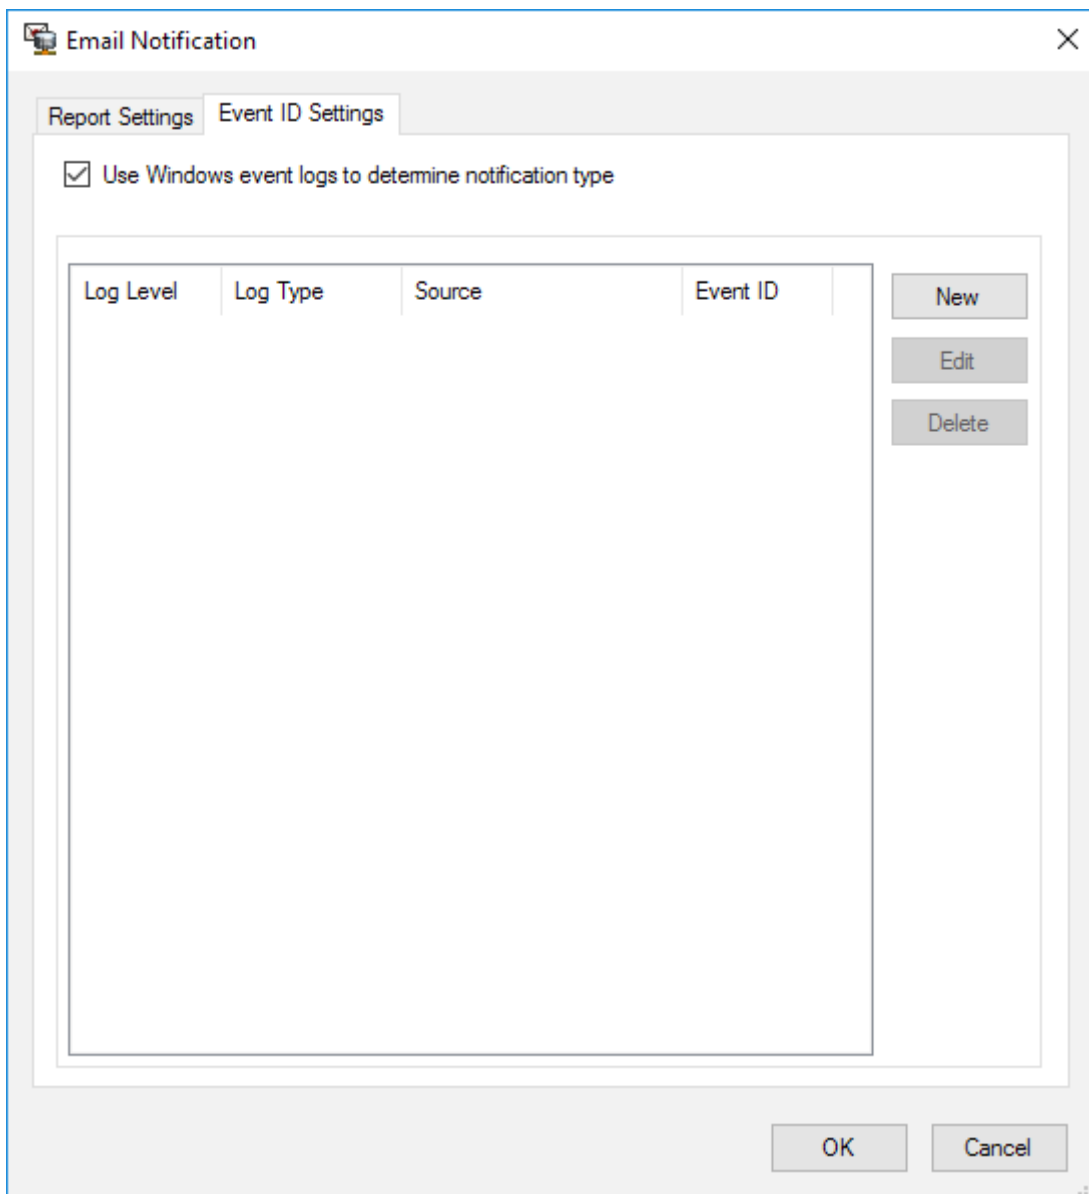 Email Notification
Report Settings Event ID Settings
Use Windows event logs to determine notification type
Log Level Log Type Source Event ID
New
Edit
Delete
OK Cancel